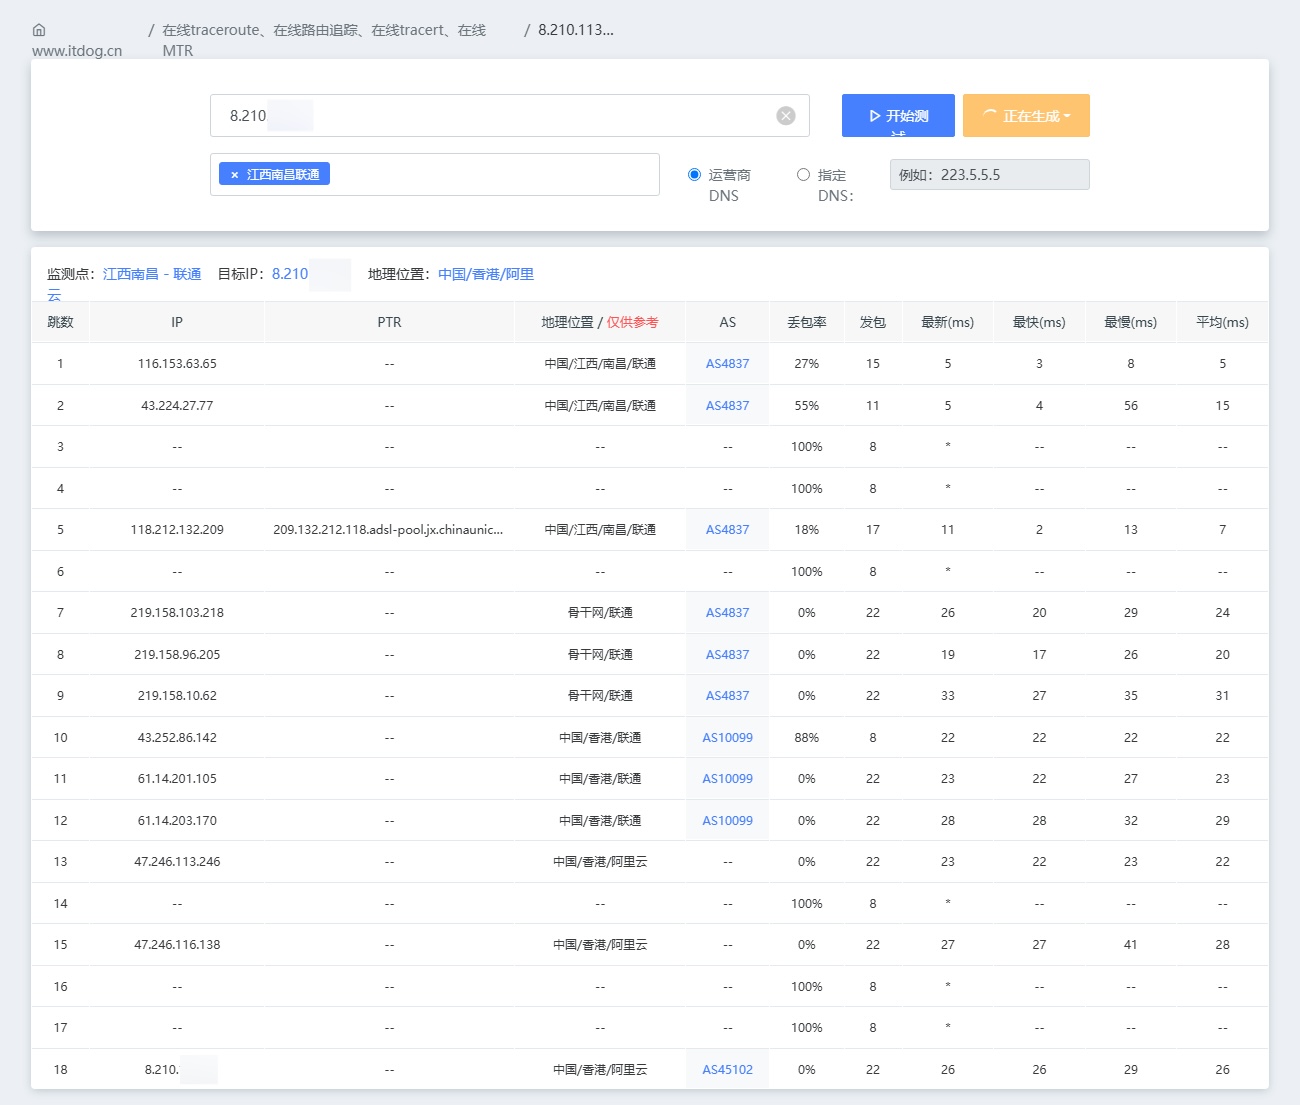 www.itdog.cn / 在线traceroute、在线路由追踪、在线tracert、在线MTR / 8.210.113...
8.210
开始测试
正在生成
× 江西南昌联通
运营商DNS
指定DNS：
例如：223.5.5.5
监测点：江西南昌 - 联通 目标IP：8.210 地理位置：中国/香港/阿里云
跳数 IP PTR 地理位置 / 仅供参考 AS 丢包率 发包 最新(ms) 最快(ms) 最慢(ms) 平均(ms)
1 116.153.63.65 -- 中国/江西/南昌/联通 AS4837 27% 15 5 3 8 5
2 43.224.27.77 -- 中国/江西/南昌/联通 AS4837 55% 11 5 4 56 15
3 -- -- -- -- 100% 8 * -- -- --
4 -- -- -- -- 100% 8 * -- -- --
5 118.212.132.209 209.132.212.118.adsl-pool.jx.chinaunic... 中国/江西/南昌/联通 AS4837 18% 17 11 2 13 7
6 -- -- -- -- 100% 8 * -- -- --
7 219.158.103.218 -- 骨干网/联通 AS4837 0% 22 26 20 29 24
8 219.158.96.205 -- 骨干网/联通 AS4837 0% 22 19 17 26 20
9 219.158.10.62 -- 骨干网/联通 AS4837 0% 22 33 27 35 31
10 43.252.86.142 -- 中国/香港/联通 AS10099 88% 8 22 22 22 22
11 61.14.201.105 -- 中国/香港/联通 AS10099 0% 22 23 22 27 23
12 61.14.203.170 -- 中国/香港/联通 AS10099 0% 22 28 28 32 29
13 47.246.113.246 -- 中国/香港/阿里云 -- 0% 22 23 22 23 22
14 -- -- -- -- 100% 8 * -- -- --
15 47.246.116.138 -- 中国/香港/阿里云 -- 0% 22 27 27 41 28
16 -- -- -- -- 100% 8 * -- -- --
17 -- -- -- -- 100% 8 * -- -- --
18 8.210. -- 中国/香港/阿里云 AS45102 0% 22 26 26 29 26